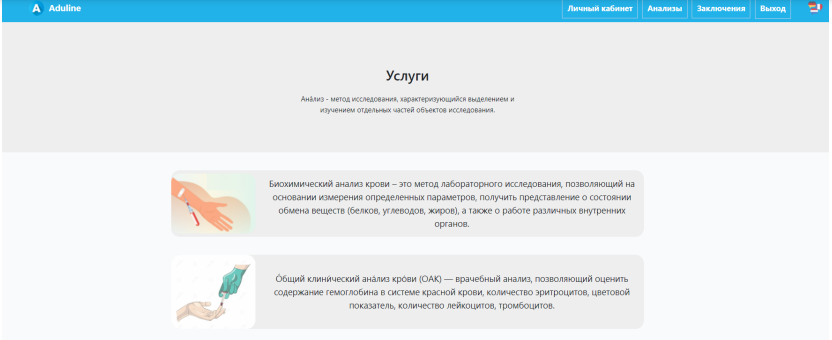 A Aduline
Личный кабинет Анализы Заключения Выход
Услуги
Ана́лиз - метод исследования, характеризующийся выделением и
изучением отдельных частей объектов исследования.
Биохимический анализ крови – это метод лабораторного исследования, позволяющий на
основании измерения определенных параметров, получить представление о состоянии
обмена веществ (белков, углеводов, жиров), а также о работе различных внутренних
органов.
О́бщий клини́ческий ана́лиз кро́ви (ОАК) — врачебный анализ, позволяющий оценить
содержание гемоглобина в системе красной крови, количество эритроцитов, цветовой
показатель, количество лейкоцитов, тромбоцитов.